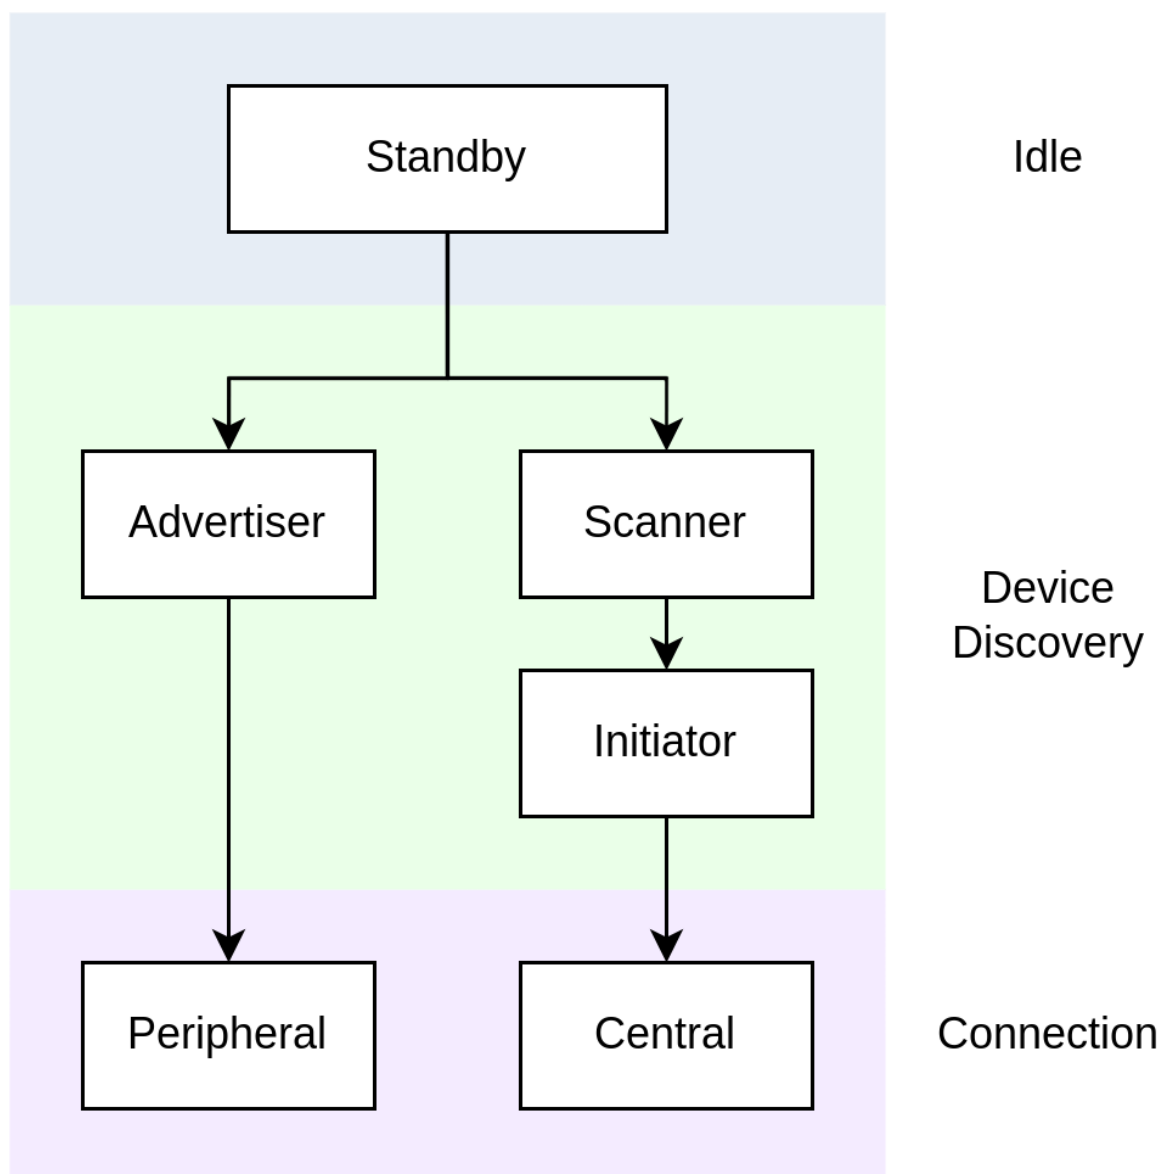 Standby
Idle
Advertiser
Scanner
Device
Discovery
Initiator
Peripheral
Central
Connection